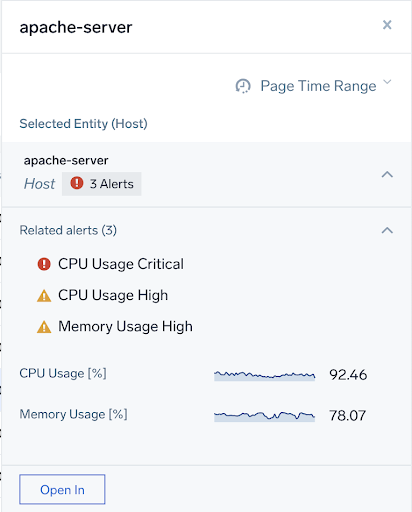 apache-server
Page Time Range
Selected Entity (Host)
apache-server
Host 3 Alerts
Related alerts (3)
CPU Usage Critical
CPU Usage High
Memory Usage High
CPU Usage [%] 92.46
Memory Usage [%] 78.07
Open In